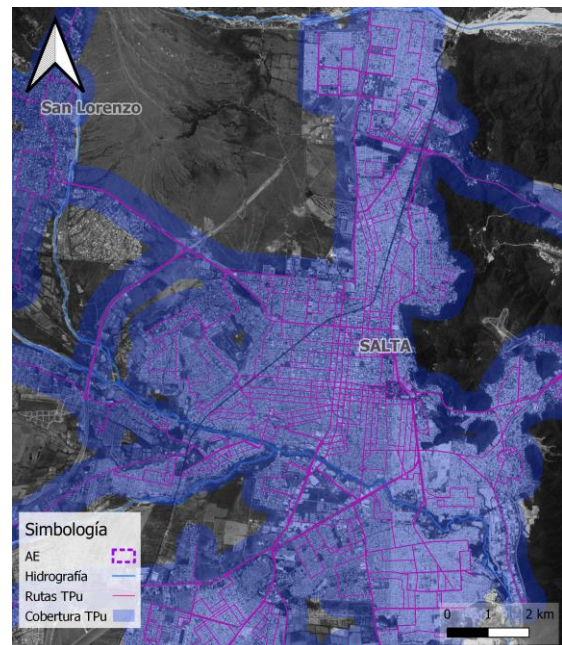 San Lorenzo
SALTA
Simbología
AE
Hidrografía
Rutas TPu
Cobertura TPu
0 1 2 km